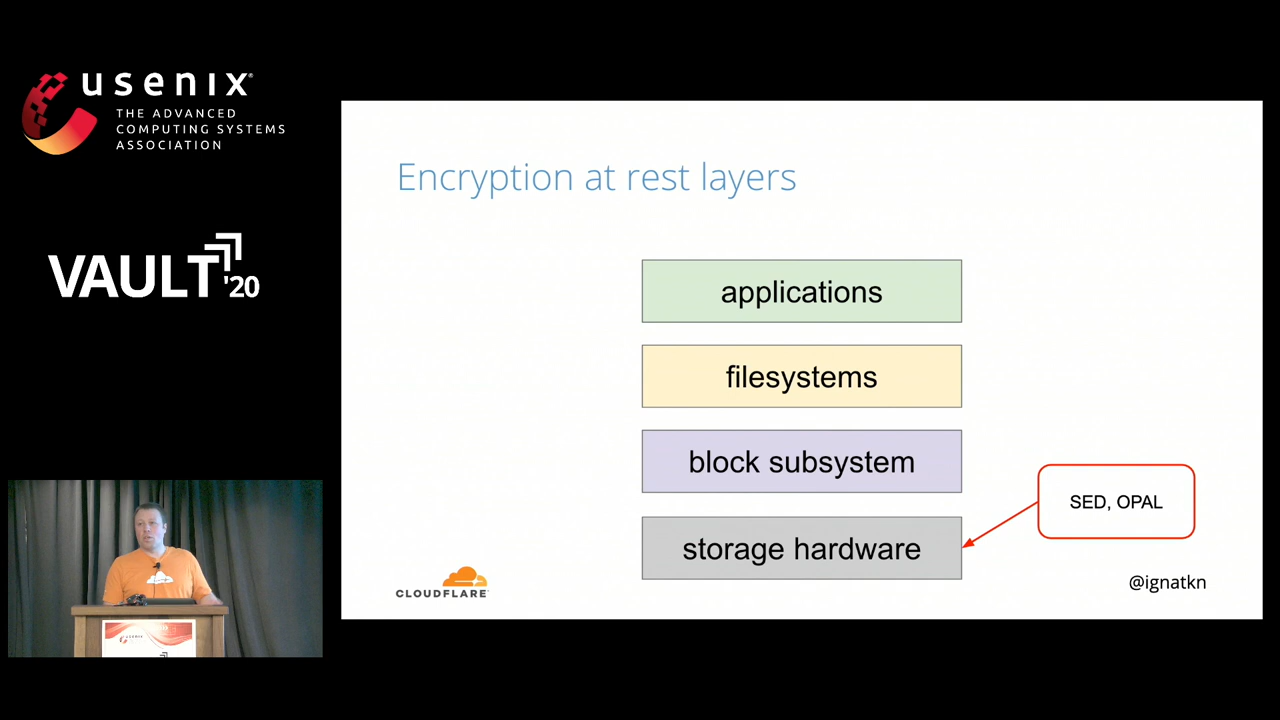 usenix®
THE ADVANCED
COMPUTING SYSTEMS
ASSOCIATION
VAULT '20
Encryption at rest layers
applications
filesystems
block subsystem
storage hardware
SED, OPAL
CLOUDFLARE
@ignatkn
usenix